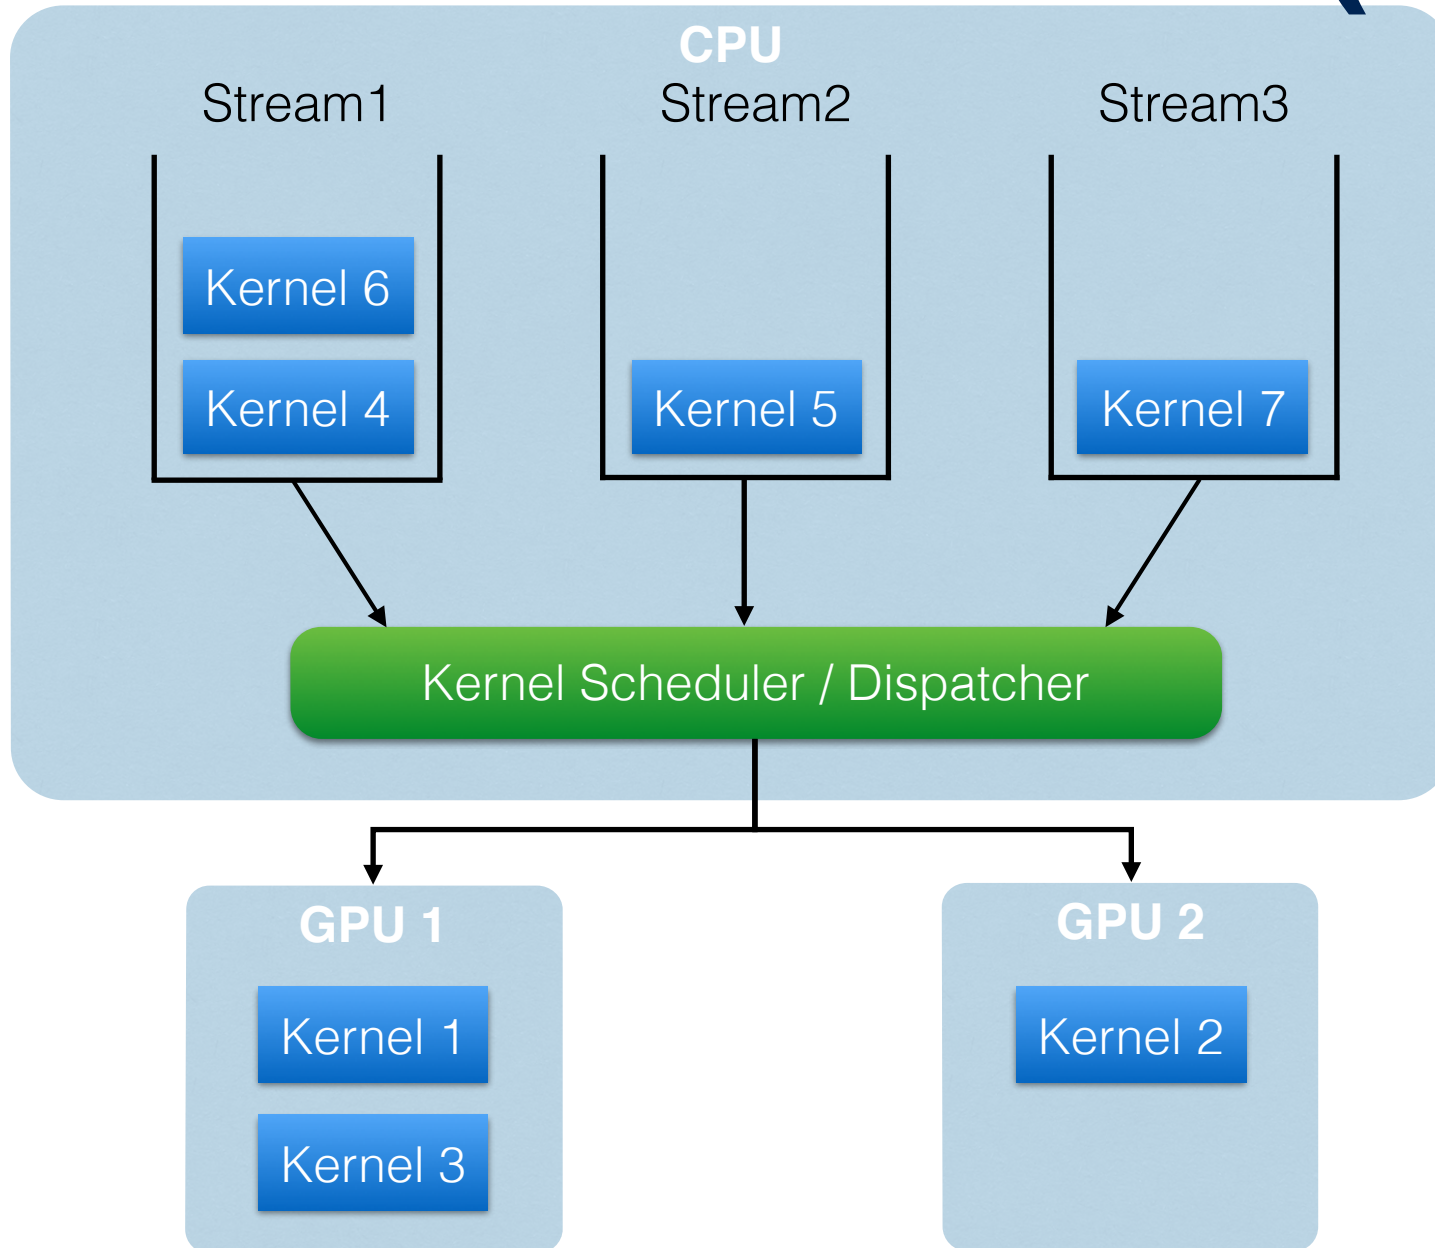 CPU
Stream1
Stream2
Stream3
Kernel 6
Kernel 4
Kernel 5
Kernel 7
Kernel Scheduler / Dispatcher
GPU 1
GPU 2
Kernel 1
Kernel 2
Kernel 3